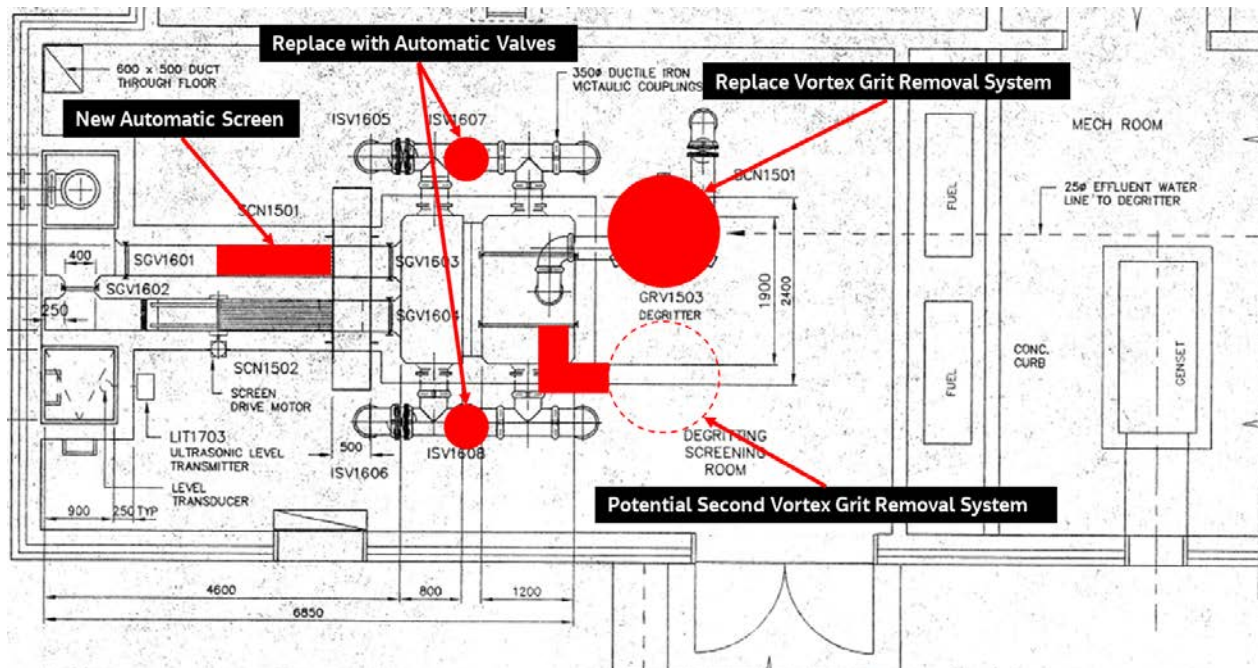 Replace with Automatic Valves
600 x 500 DUCT
THROUGH FLOOR
350ø DUCTILE IRON
VICTAULIC COUPLINGS
Replace Vortex Grit Removal System
New Automatic Screen
ISV1605
ISV1607
MECH ROOM
SCN1501
SCN1501
FUEL
25ø EFFLUENT WATER
LINE TO DEGRITTER
400
SGV1601
SGV1603
SGV1602
250
SGV1604
GRV1503
DEGRITTER
1900
2400
SCN1502
SCREEN
DRIVE MOTOR
FUEL
CONC.
CURB
GENSET
LIT1703
ULTRASONIC LEVEL
TRANSMITTER
500
ISV1606
ISV1608
DEGRITTING
SCREENING
ROOM
LEVEL
TRANSDUCER
900
250 TYP
Potential Second Vortex Grit Removal System
4600
800
1200
6850